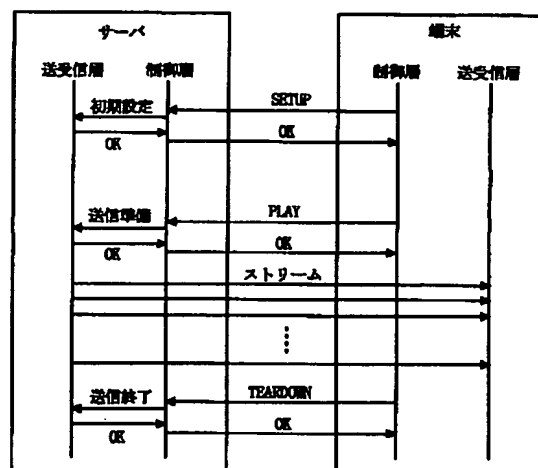 サーバ
端末
送受信層
制御層
制御層
送受信層
初期設定
SETUP
OK
OK
送信準備
PLAY
OK
OK
ストリーム
送信終了
TEARDOWN
OK
OK